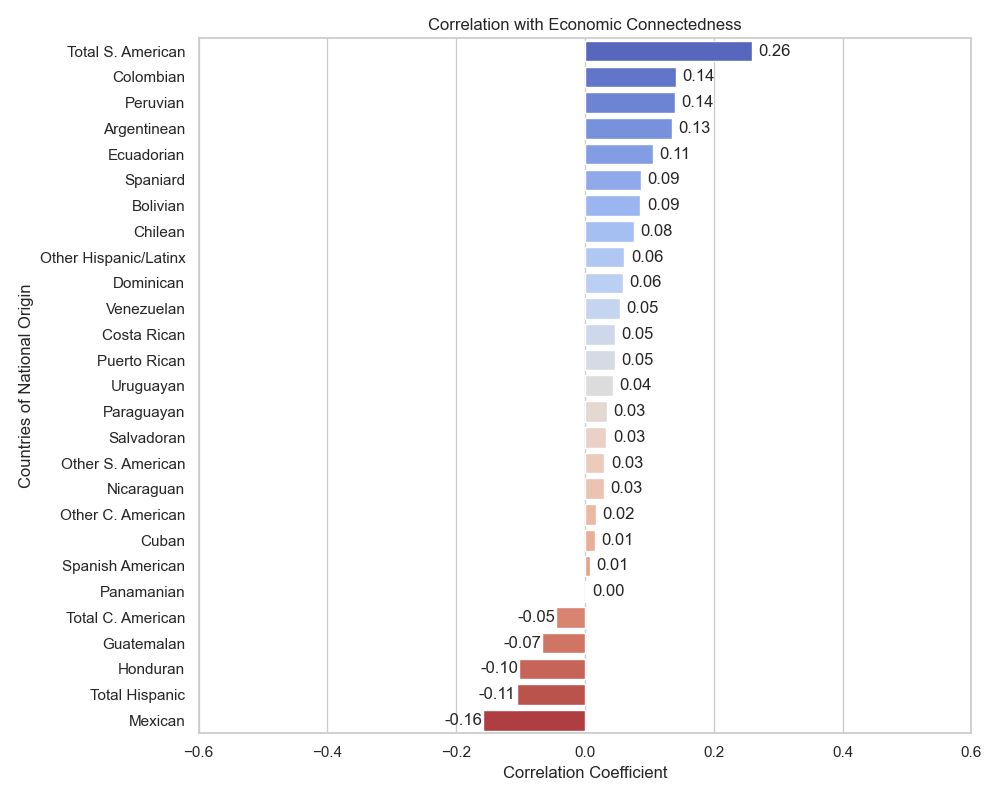 Correlation with Economic Connectedness
Total S. American 0.26
Colombian 0.14
Peruvian 0.14
Argentinean 0.13
Ecuadorian 0.11
Spaniard 0.09
Bolivian 0.09
Chilean 0.08
Other Hispanic/Latinx 0.06
Dominican 0.06
Venezuelan 0.05
Costa Rican 0.05
Puerto Rican 0.05
Uruguayan 0.04
Paraguayan 0.03
Salvadoran 0.03
Other S. American 0.03
Nicaraguan 0.03
Other C. American 0.02
Cuban 0.01
Spanish American 0.01
Panamanian 0.00
Total C. American -0.05
Guatemalan -0.07
Honduran -0.10
Total Hispanic -0.11
Mexican -0.16
Countries of National Origin
−0.6 −0.4 −0.2 0.0 0.2 0.4 0.6
Correlation Coefficient